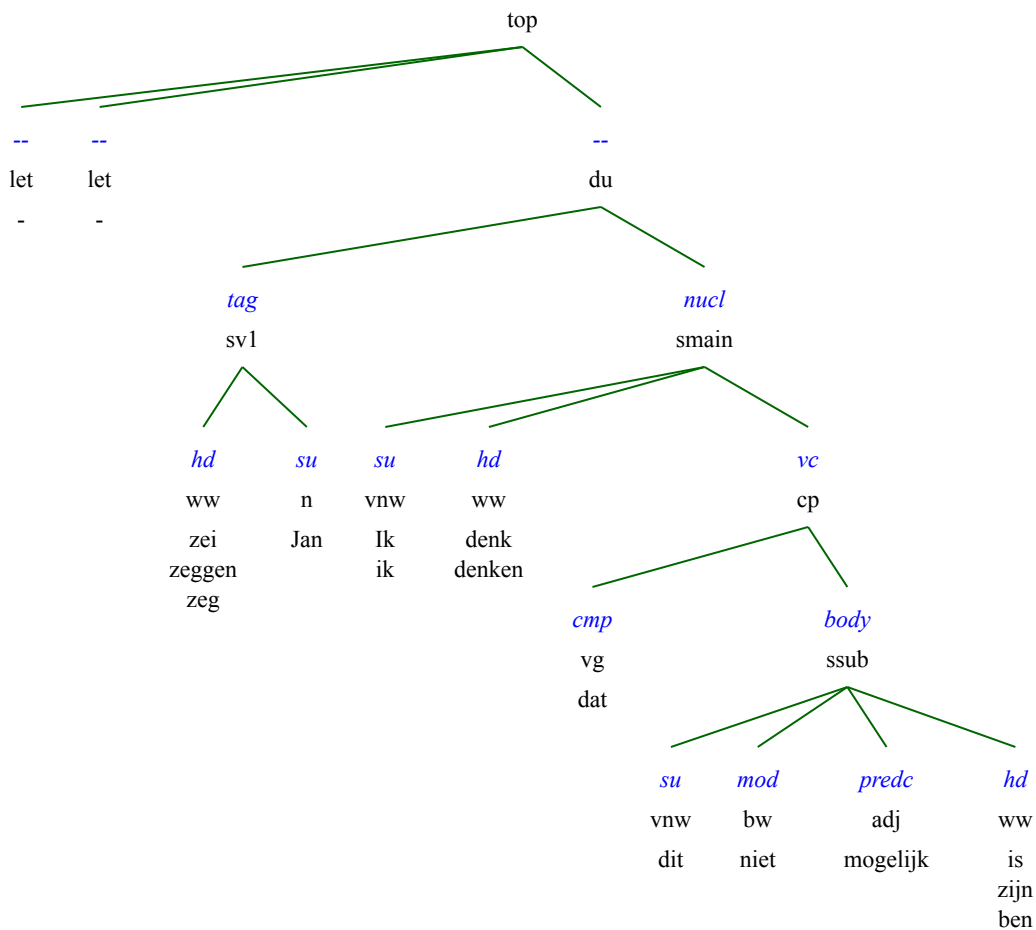 top
-- -- --
let let du
- -
tag nucl
sv1 smain
hd su su hd vc
ww n vnw ww cp
zei Jan Ik denk
zeggen ik denken
zeg
cmp body
vg ssub
dat
su mod predc hd
vnw bw adj ww
dit niet mogelijk is
zijn
ben